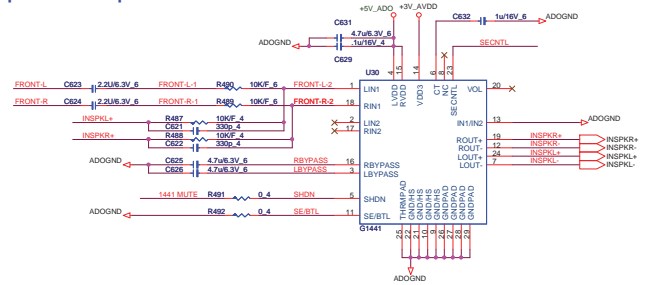 +5V_ADO
+3V_AVDD
C631
4.7u/6.3V_6
ADOGND
.1u/16V_4
C629
C632
1u/16V_6
ADOGND
SECNTL
U30
4
15
14
6
8
23
LVDD
RVDD
VDD3
CT
NC
SECNTL
FRONT-L
C623
2.2U/6.3V_6
FRONT-L-1
R490
10K/F_6
FRONT-L-2
1
LIN1
VOL
20
FRONT-R
C624
2.2U/6.3V_6
FRONT-R-1
R489
10K/F_6
FRONT-R-2
18
RIN1
INSPKL+
R487
10K/F_4
C621
330p_4
2
LIN2
IN1/IN2
13
ADOGND
INSPKR+
R488
10K/F_4
C622
330p_4
17
RIN2
ROUT+
19
INSPKR+
INSPKR+
ROUT-
12
INSPKR-
INSPKR-
LOUT+
24
INSPKL+
INSPKL+
LOUT-
7
INSPKL-
INSPKL-
ADOGND
C625
4.7u/6.3V_6
RBYPASS
16
RBYPASS
C626
4.7u/6.3V_6
LBYPASS
3
LBYPASS
1441 MUTE
R491
0_4
SHDN
5
SHDN
ADOGND
R492
0_4
SE/BTL
11
SE/BTL
THRMPAD
GND/HS
GND/HS
GND/HS
GND/HS
GNDPAD
GNDPAD
GNDPAD
GNDPAD
G1441
25
22
21
10
9
26
27
28
29
ADOGND